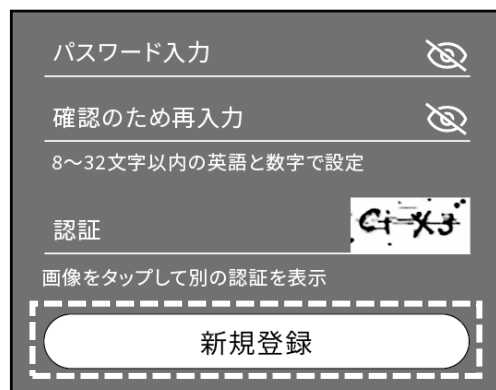 パスワード入力
確認のため再入力
8～32文字以内の英語と数字で設定
認証
画像をタップして別の認証を表示
新規登録